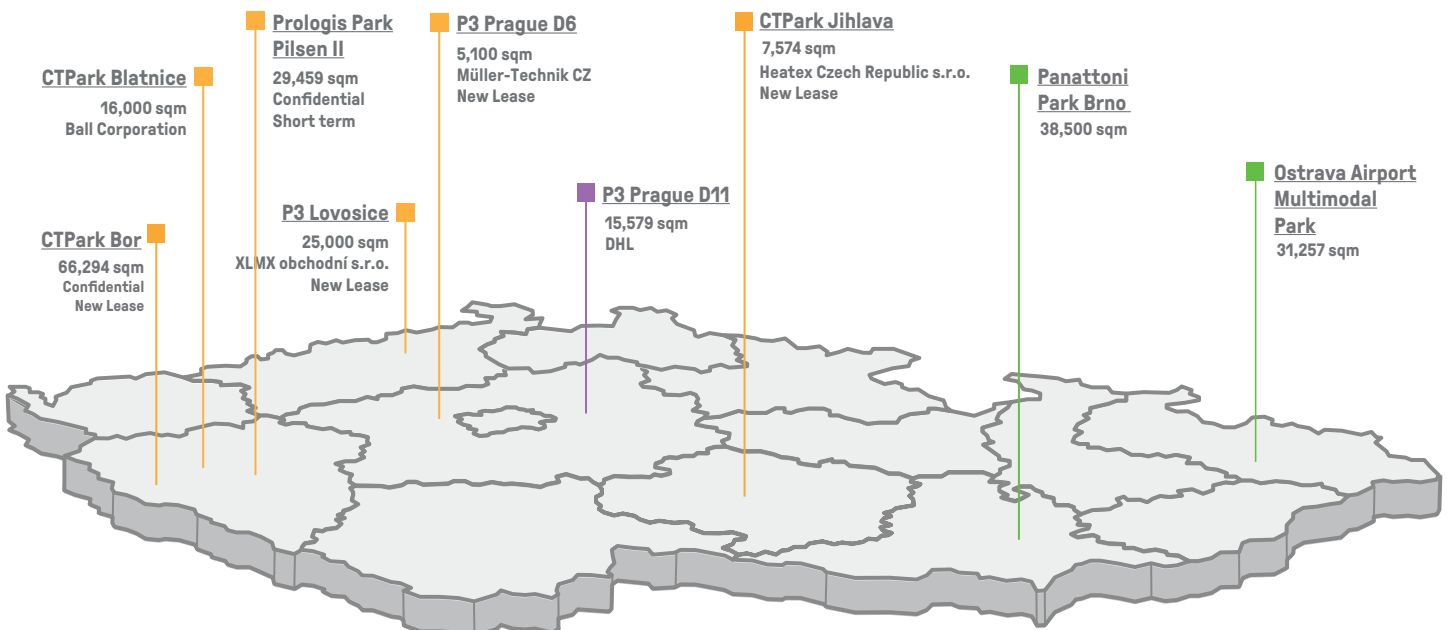 Prologis Park
Pilsen II
29,459 sqm
Confidential
Short term
P3 Prague D6
5,100 sqm
Müller-Technik CZ
New Lease
CTPark Jihlava
7,574 sqm
Heatex Czech Republic s.r.o.
New Lease
CTPark Blatnice
16,000 sqm
Ball Corporation
Panattoni
Park Brno
38,500 sqm
Ostrava Airport
Multimodal
Park
31,257 sqm
P3 Prague D11
15,579 sqm
DHL
P3 Lovosice
25,000 sqm
XLMX obchodní s.r.o.
New Lease
CTPark Bor
66,294 sqm
Confidential
New Lease